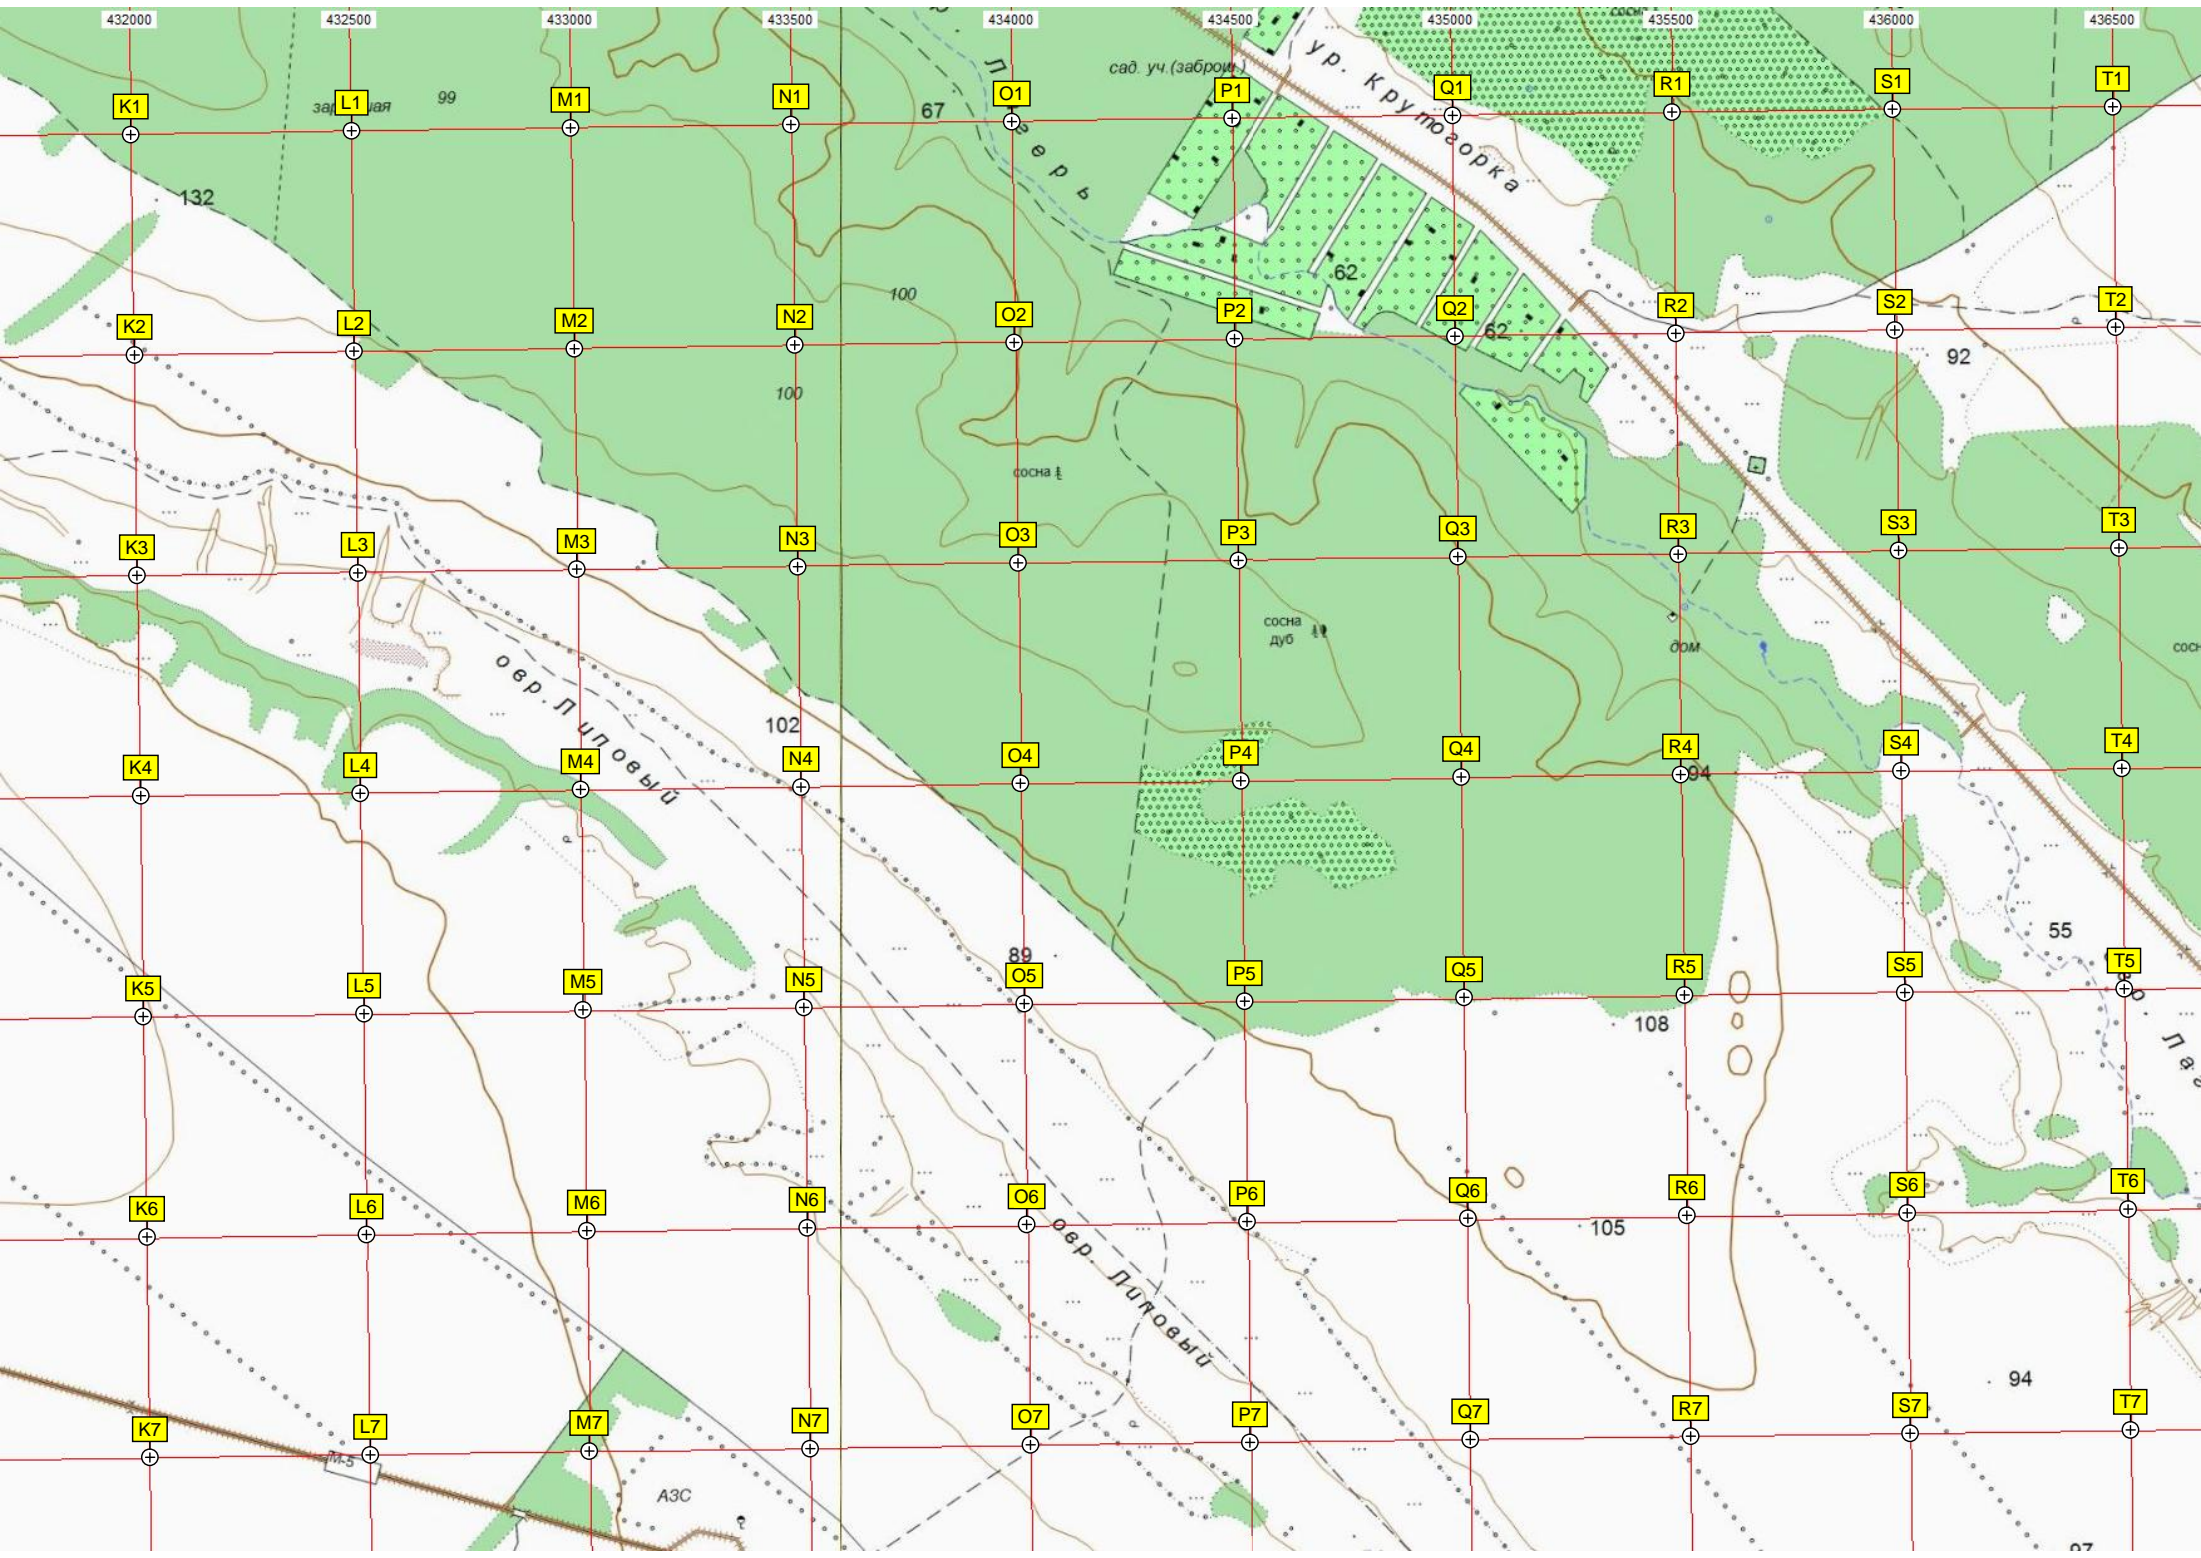 432000 432500 433000 433500 434000 434500 435000 435500 436000 436500
сад. уч.(заброш.)
ур. Крутогорка
99
67
K1 L1 M1 N1 O1 P1 Q1 R1 S1 T1
132
62
100
K2 L2 M2 N2 O2 P2 Q2 R2 S2 T2
62
92
100
сосна
K3 L3 M3 N3 O3 P3 Q3 R3 S3 T3
сосна
дуб
дом
овр. Липовый
102
K4 L4 M4 N4 O4 P4 Q4 R4 S4 T4
94
55
89
K5 L5 M5 N5 O5 P5 Q5 R5 S5 T5
108
K6 L6 M6 N6 O6 P6 Q6 R6 S6 T6
105
овр. Липовый
94
K7 L7 M7 N7 O7 P7 Q7 R7 S7 T7
М-5
АЗС